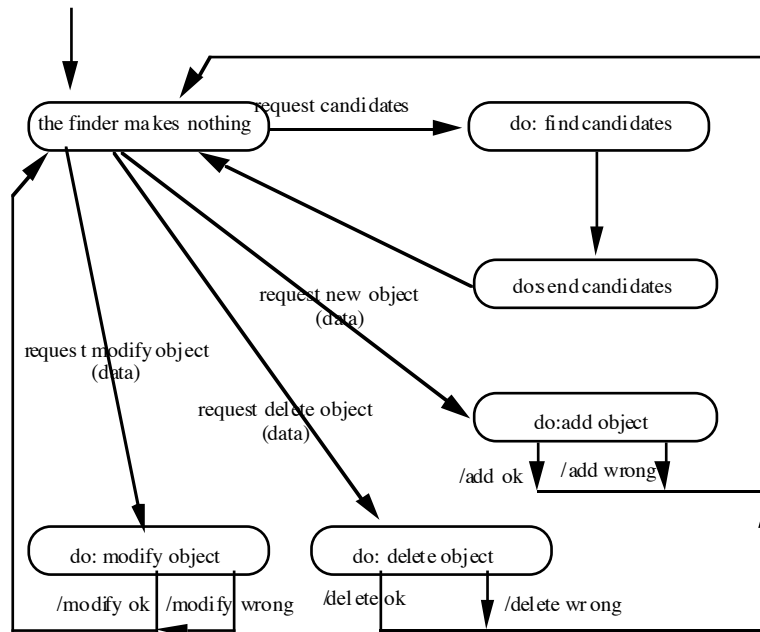 request candidates
the finder makes nothing
do: find candidates
do:send candidates
request new object
(data)
request modify object
(data)
request delete object
(data)
do:add object
/add ok
/add wrong
do: modify object
do: delete object
/modify ok
/modify wrong
/delete ok
/delete wrong